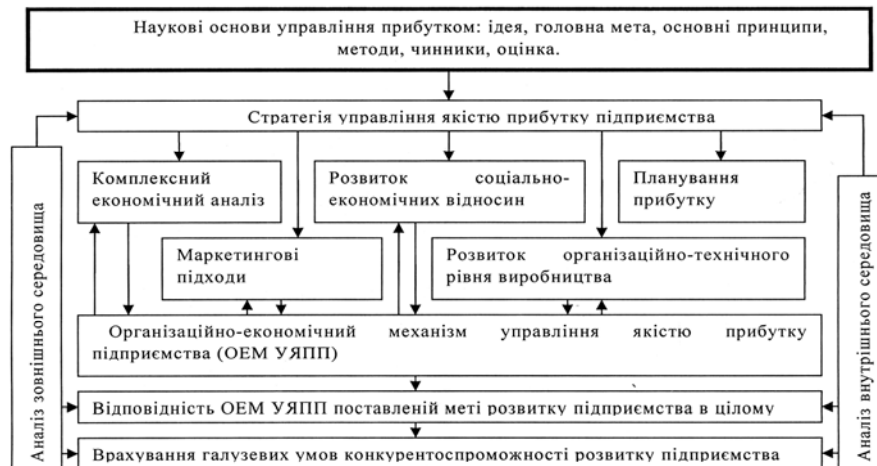 Наукові основи управління прибутком: ідея, головна мета, основні принципи,
методи, чинники, оцінка.
Стратегія управління якістю прибутку підприємства
Комплексний
економічний аналіз
Розвиток соціально-
економічних відносин
Планування
прибутку
Маркетингові
підходи
Розвиток організаційно-технічного
рівня виробництва
Організаційно-економічний механізм управління якістю прибутку
підприємства (ОЕМ УЯПП)
Відповідність ОЕМ УЯПП поставленій меті розвитку підприємства в цілому
Врахування галузевих умов конкурентоспроможності розвитку підприємства
Аналіз зовнішнього середовища
Аналіз внутрішнього середовища